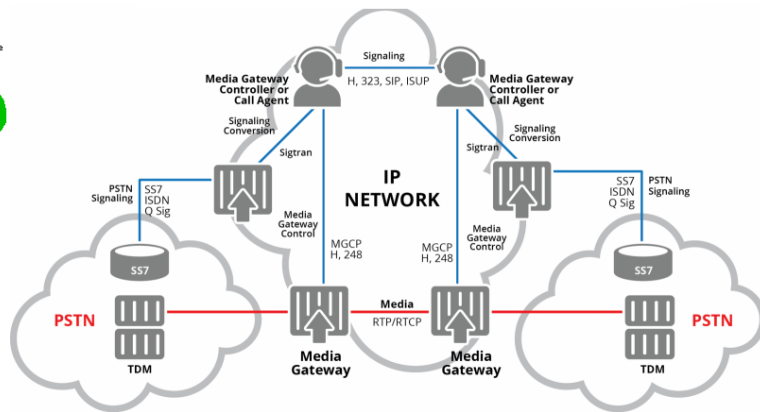 e
Signaling
H, 323, SIP, ISUP
Media Gateway
Controller or
Call Agent
Media Gateway
Controller or
Call Agent
Signaling
Conversion
Sigtran
Signaling
Conversion
Sigtran
IP
NETWORK
PSTN
Signaling
SS7
ISDN
Q Sig
SS7
ISDN
Q Sig
PSTN
Signaling
Media
Gateway
Control
Media
Gateway
Control
MGCP
H, 248
MGCP
H, 248
SS7
SS7
PSTN
TDM
Media
RTP/RTCP
PSTN
TDM
Media
Gateway
Media
Gateway